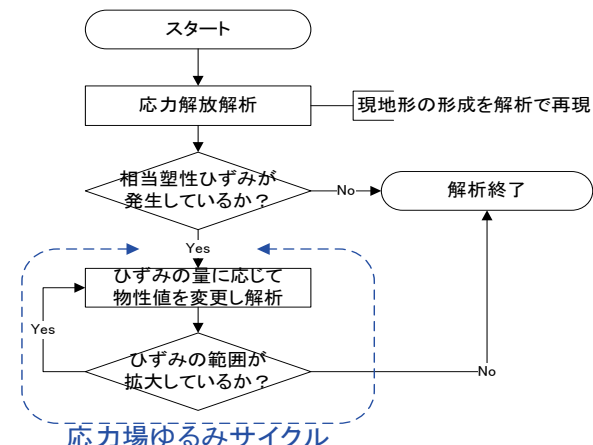 スタート
応力解放解析
現地形の形成を解析で再現
相当塑性ひずみが
発生しているか？
No
解析終了
Yes
ひずみの量に応じて
物性値を変更し解析
Yes
ひずみの範囲が
拡大しているか？
No
応力場ゆるみサイクル